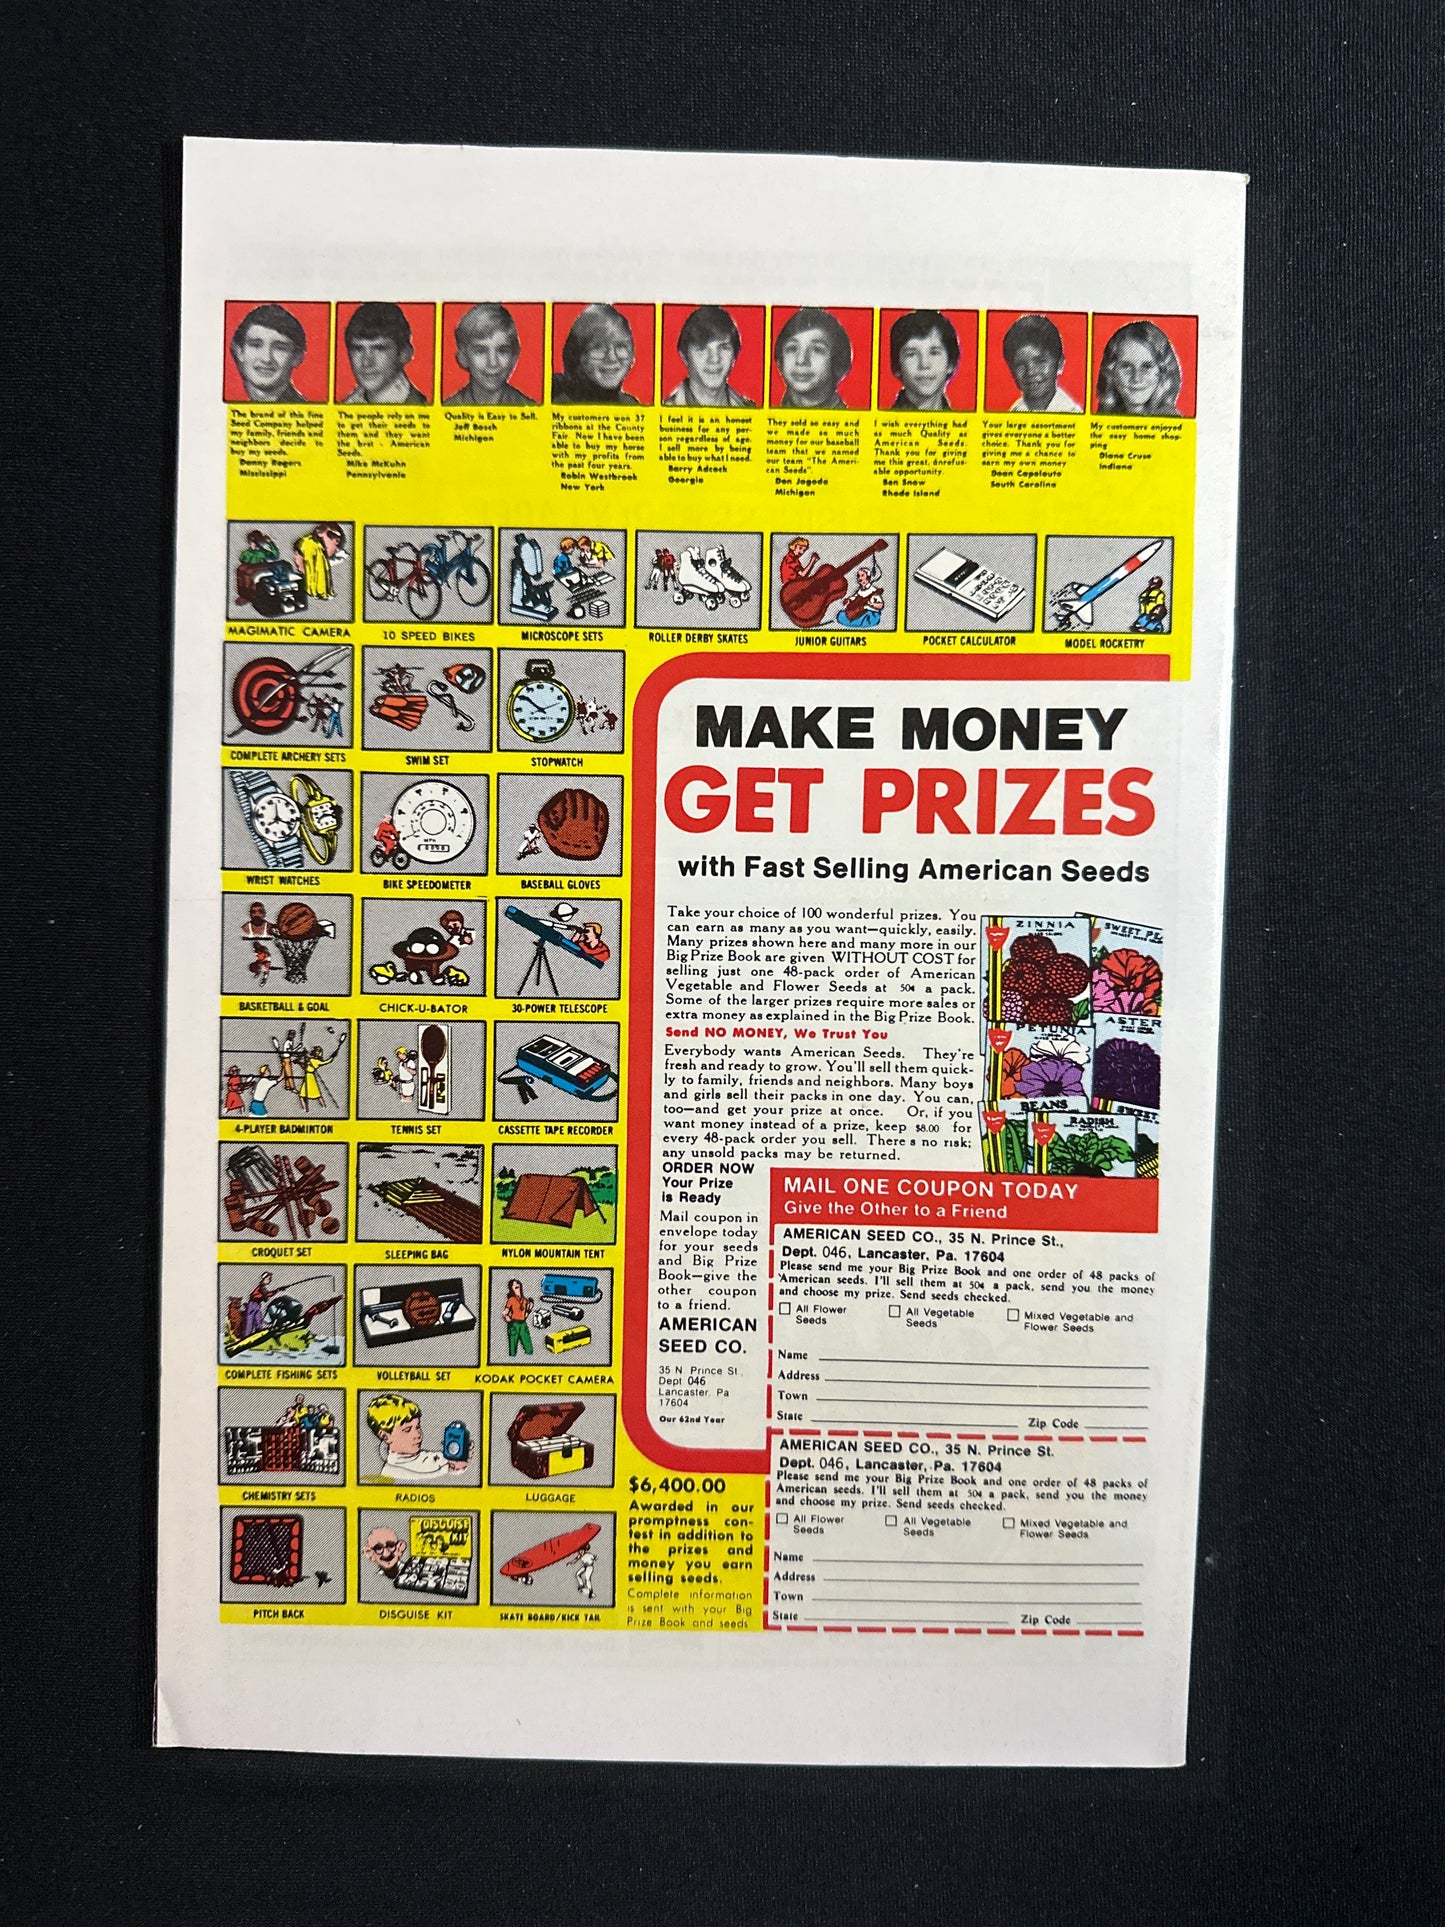 The brand of this fine
Seed Company helped
my family, friends and
neighbors decide to
buy my seeds.
Danny Rogers
Mississippi
The people rely on me
to get their seeds to
them and they want
the best - American
Seeds.
Mike McKuhn
Pennsylvania
Quality is Easy to Sell.
Jeff Bosch
Michigan
My customers won 37
ribbons at the County
Fair. Now I have been
able to buy my horse
with my profits from
the past four years.
Robin Westbrook
New York
I feel it is an honest
business for any per-
son regardless of age.
I sell more by being
able to buy what I need.
Barry Adcock
Georgia
They sold so easy and
we made so much
money for our baseball
team that we named
our team "The Ameri-
can Seeds".
Don Jagoda
Michigan
I wish everything had
as much Quality as
American Seeds.
Thank you for giving
me this great, unrefus-
able opportunity.
Ben Snow
Rhode Island
Your large assortment
gives everyone a better
choice. Thank you for
giving me a chance to
earn my own money
Dean Capalouto
South Carolina
My customers enjoyed
the easy home shop-
ping
Diana Cruse
Indiana
MAGIMATIC CAMERA
10 SPEED BIKES
MICROSCOPE SETS
ROLLER DERBY SKATES
JUNIOR GUITARS
POCKET CALCULATOR
MODEL ROCKETRY
COMPLETE ARCHERY SETS
SWIM SET
STOPWATCH
WRIST WATCHES
BIKE SPEEDOMETER
BASEBALL GLOVES
BASKETBALL & GOAL
CHICK-U-BATOR
30-POWER TELESCOPE
4-PLAYER BADMINTON
TENNIS SET
CASSETTE TAPE RECORDER
CROQUET SET
SLEEPING BAG
NYLON MOUNTAIN TENT
COMPLETE FISHING SETS
VOLLEYBALL SET
KODAK POCKET CAMERA
CHEMISTRY SETS
RADIOS
LUGGAGE
DISGUISE
KIT
PITCH BACK
DISGUISE KIT
SKATE BOARD/KICK TAIL
MAKE MONEY
GET PRIZES
with Fast Selling American Seeds
Take your choice of 100 wonderful prizes. You
can earn as many as you want—quickly, easily.
Many prizes shown here and many more in our
Big Prize Book are given WITHOUT COST for
selling just one 48-pack order of American
Vegetable and Flower Seeds at 50¢ a pack.
Some of the larger prizes require more sales or
extra money as explained in the Big Prize Book.
Send NO MONEY, We Trust You
Everybody wants American Seeds. They're
fresh and ready to grow. You'll sell them quick-
ly to family, friends and neighbors. Many boys
and girls sell their packs in one day. You can,
too—and get your prize at once. Or, if you
want money instead of a prize, keep $8.00 for
every 48-pack order you sell. There s no risk;
any unsold packs may be returned.
ZINNIA
SWEET PE
PETUNIA
ASTER
BEANS
RADISH
SWEET
ORDER NOW
Your Prize
is Ready
Mail coupon in
envelope today
for your seeds
and Big Prize
Book—give the
other coupon
to a friend.
AMERICAN
SEED CO.
35 N Prince St.
Dept 046
Lancaster, Pa
17604
Our 62nd Year
$6,400.00
Awarded in our
promptness con-
test in addition to
the prizes and
money you earn
selling seeds.
Complete information
is sent with your Big
Prize Book and seeds
MAIL ONE COUPON TODAY
Give the Other to a Friend
AMERICAN SEED CO., 35 N. Prince St.,
Dept. 046, Lancaster, Pa. 17604
Please send me your Big Prize Book and one order of 48 packs of
American seeds. I'll sell them at 50¢ a pack, send you the money
and choose my prize. Send seeds checked.
All Flower
Seeds
All Vegetable
Seeds
Mixed Vegetable and
Flower Seeds
Name
Address
Town
State Zip Code
AMERICAN SEED CO., 35 N. Prince St.
Dept. 046, Lancaster, Pa. 17604
Please send me your Big Prize Book and one order of 48 packs of
American seeds. I'll sell them at 50¢ a pack, send you the money
and choose my prize. Send seeds checked.
All Flower
Seeds
All Vegetable
Seeds
Mixed Vegetable and
Flower Seeds
Name
Address
Town
State Zip Code